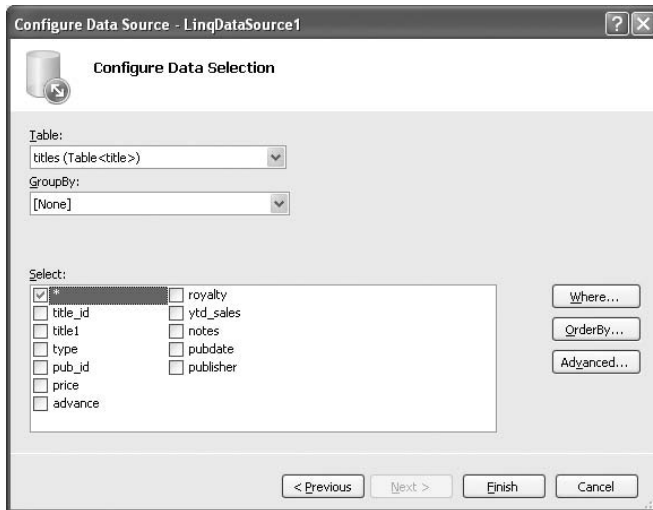 Configure Data Source - LinqDataSource1
Configure Data Selection
Table:
titles (Table<title>)
GroupBy:
[None]
Select:
*
title_id
title1
type
pub_id
price
advance
royalty
ytd_sales
notes
pubdate
publisher
Where...
OrderBy...
Advanced...
< Previous
Next >
Finish
Cancel